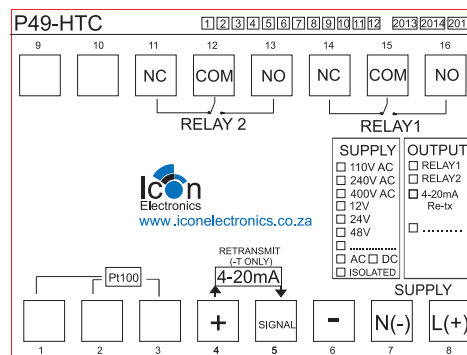 P49-HTC 1 2 3 4 5 6 7 8 9 10 11 12 2013 2014 201
9 10 11 12 13 14 15 16
NC COM NO NC COM NO
RELAY 2 RELAY1
SUPPLY
110V AC
240V AC
400V AC
12V
24V
48V
..............
AC DC
ISOLATED
OUTPUT
RELAY1
RELAY2
4-20mA
Re-tx
........
Icon
Electronics
www.iconelectronics.co.za
RETRANSMIT
(-T ONLY)
4-20mA
Pt100
SUPPLY
+ SIGNAL - N(-) L(+)
1 2 3 4 5 6 7 8